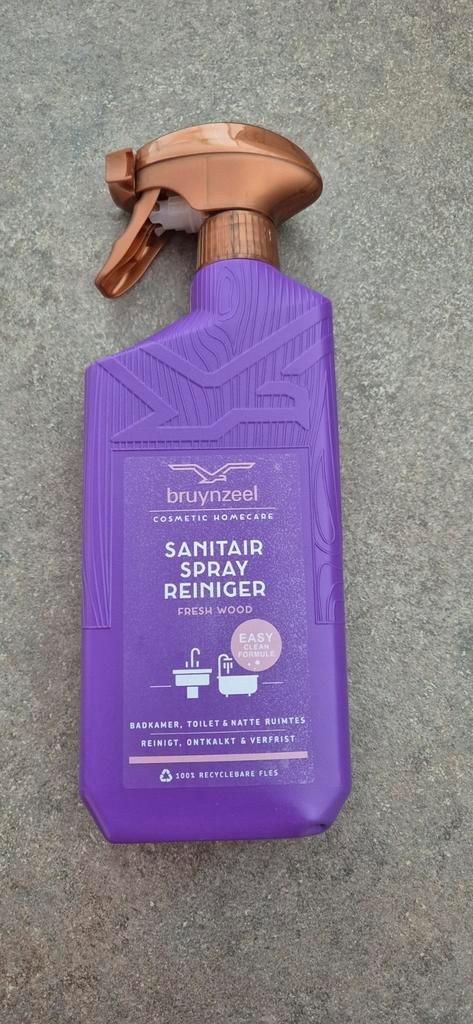 bruynzeel
COSMETIC HOMECARE
SANITAIR
SPRAY
REINIGER
FRESH WOOD
EASY
CLEAN
FORMULE
BADKAMER, TOILET & NATTE RUIMTES
REINIGT, ONTKALKT & VERFRIST
100% RECYCLEBARE FLES